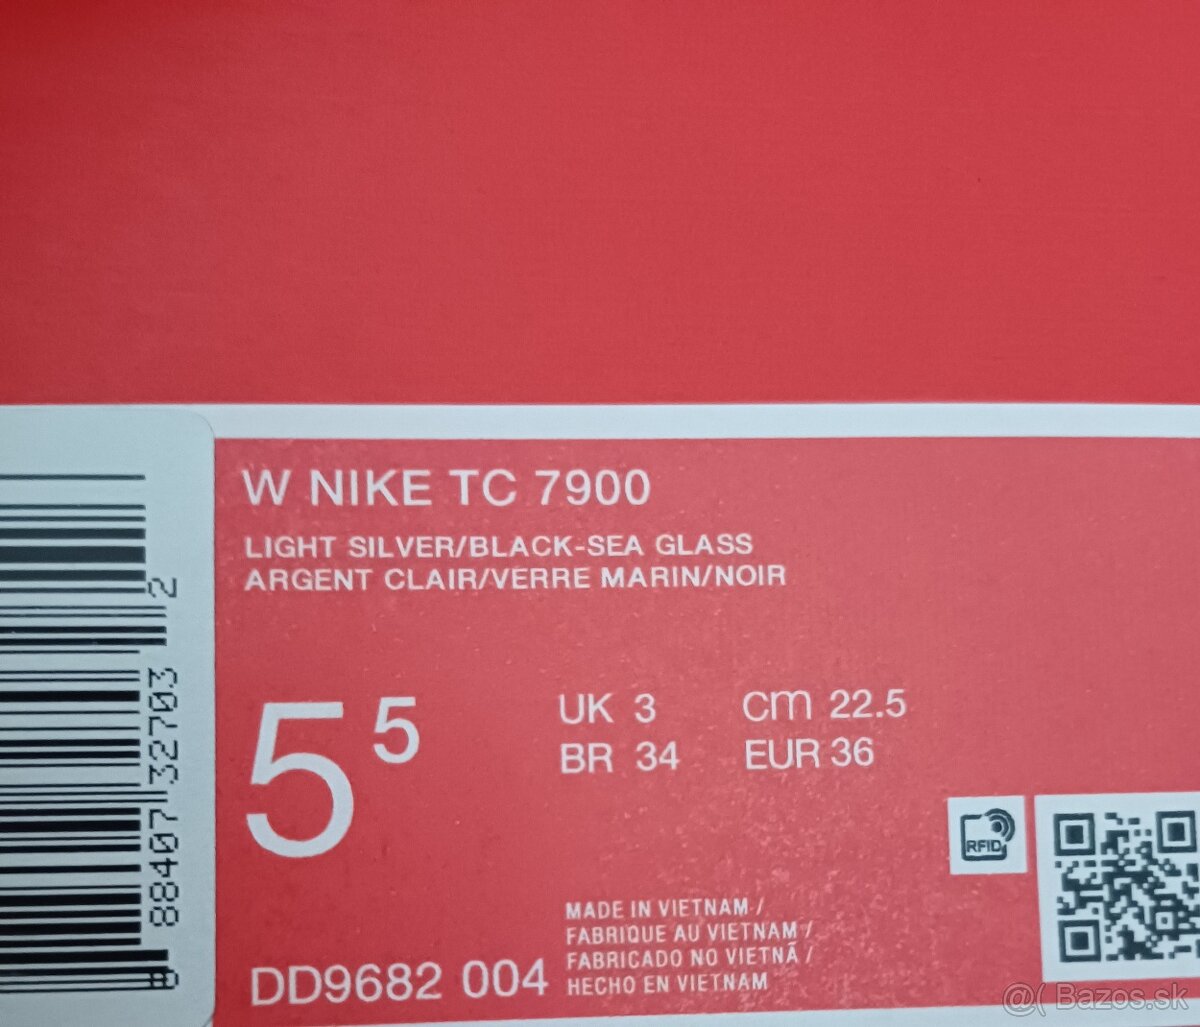 W NIKE TC 7900
LIGHT SILVER/BLACK-SEA GLASS
ARGENT CLAIR/VERRE MARIN/NOIR
5 5
UK 3 cm 22.5
BR 34 EUR 36
RFID
MADE IN VIETNAM /
FABRIQUE AU VIETNAM /
FABRICADO NO VIETNÃ /
HECHO EN VIETNAM
DD9682 004
8 88407 32703 2
@( Bazos.sk